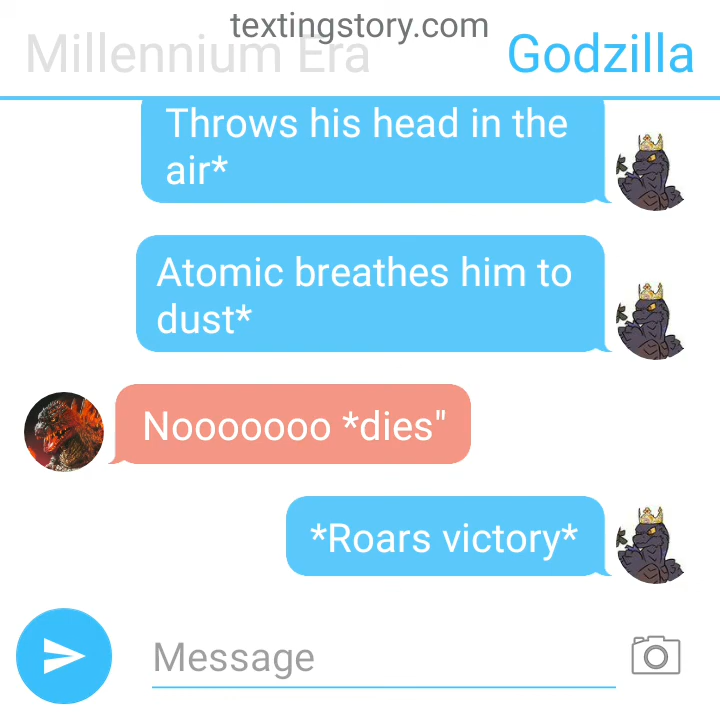 textingstory.com
Millennium Era
Godzilla
Throws his head in the
air*
Atomic breathes him to
dust*
Nooooooo *dies"
*Roars victory*
Message